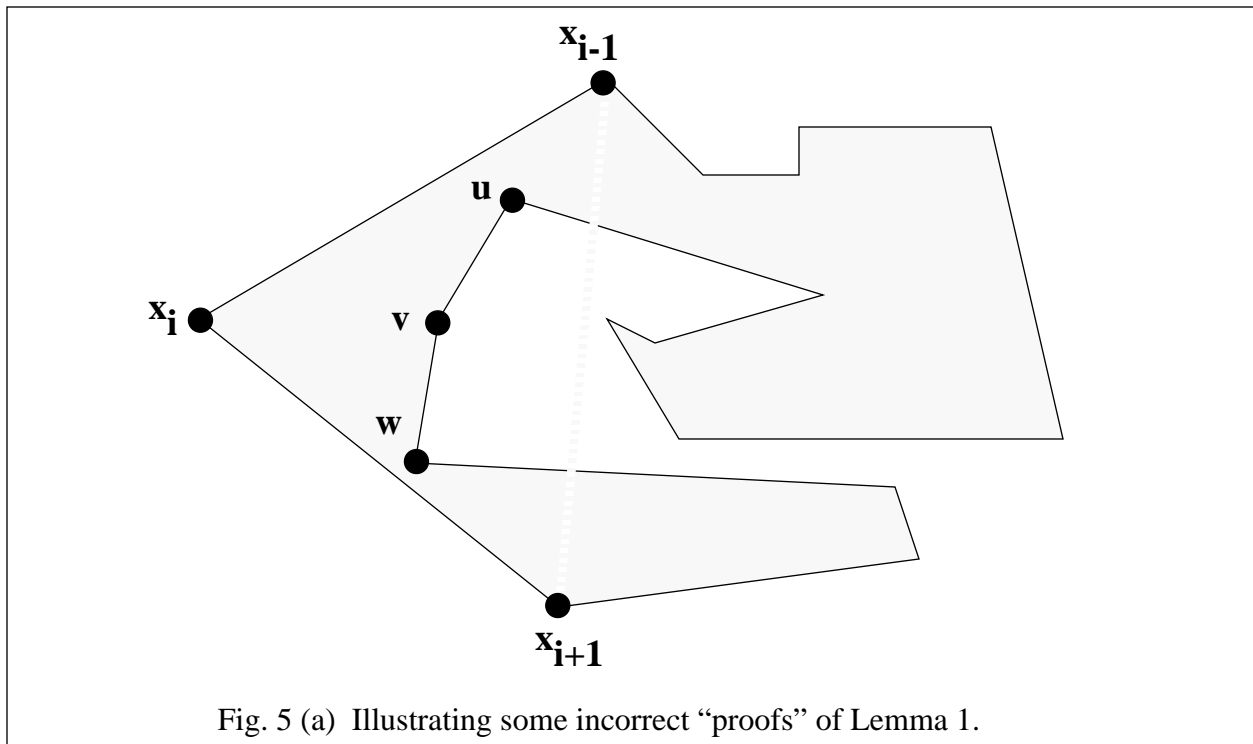 x
i-1
u
x
i
v
w
x
i+1
Fig. 5 (a) Illustrating some incorrect “proofs” of Lemma 1.